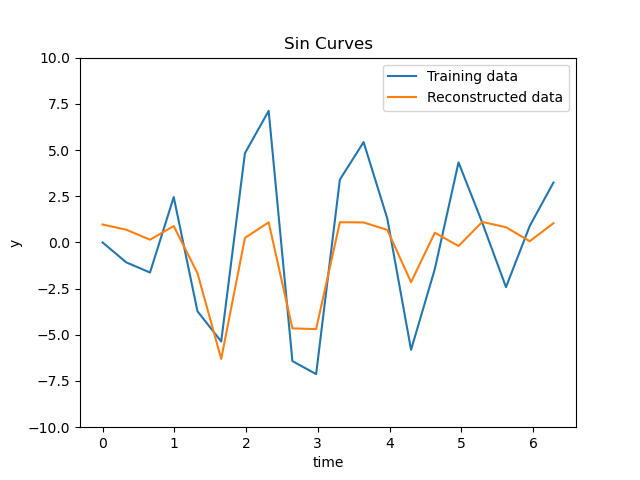 Sin Curves
Training data
Reconstructed data
10.0
7.5
5.0
2.5
0.0
−2.5
−5.0
−7.5
−10.0
y
0 1 2 3 4 5 6
time